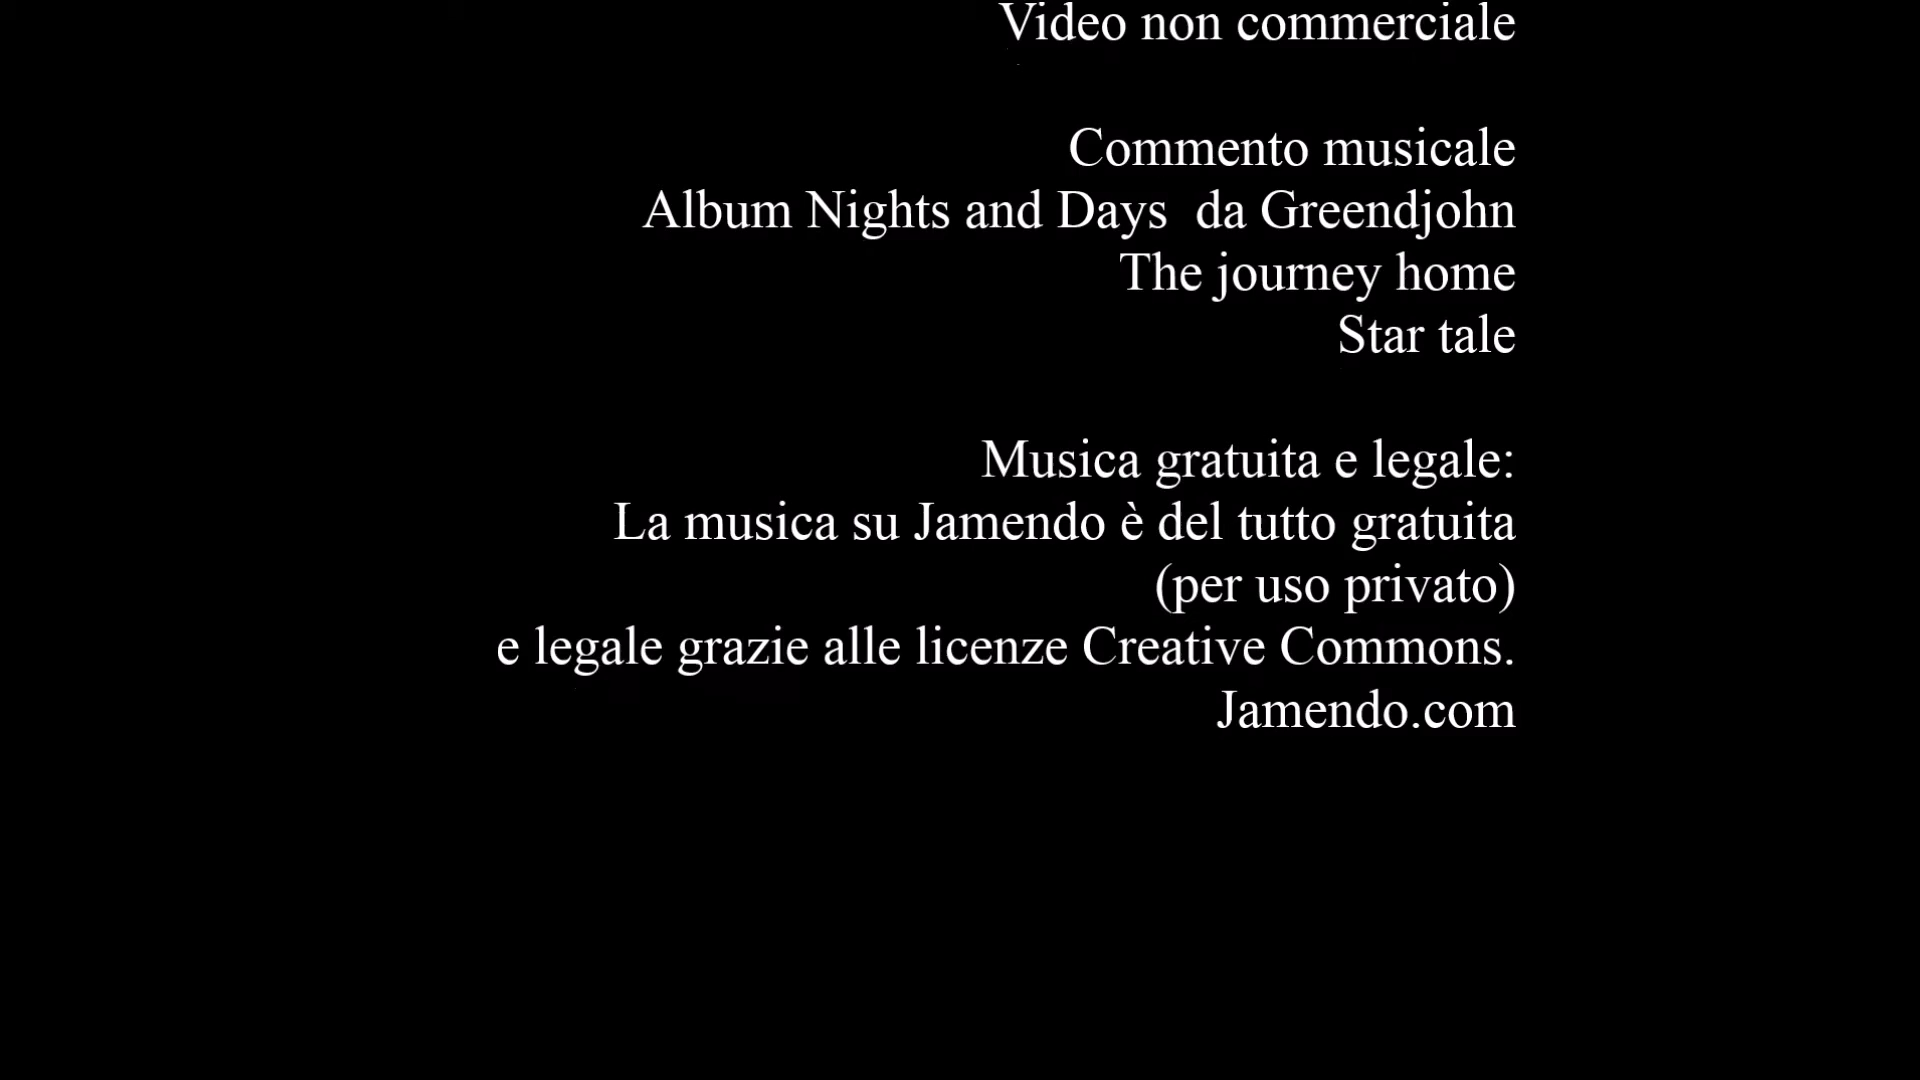 Video non commerciale
Commento musicale
Album Nights and Days  da Greendjohn
The journey home
Star tale
Musica gratuita e legale:
La musica su Jamendo è del tutto gratuita
(per uso privato)
e legale grazie alle licenze Creative Commons.
Jamendo.com